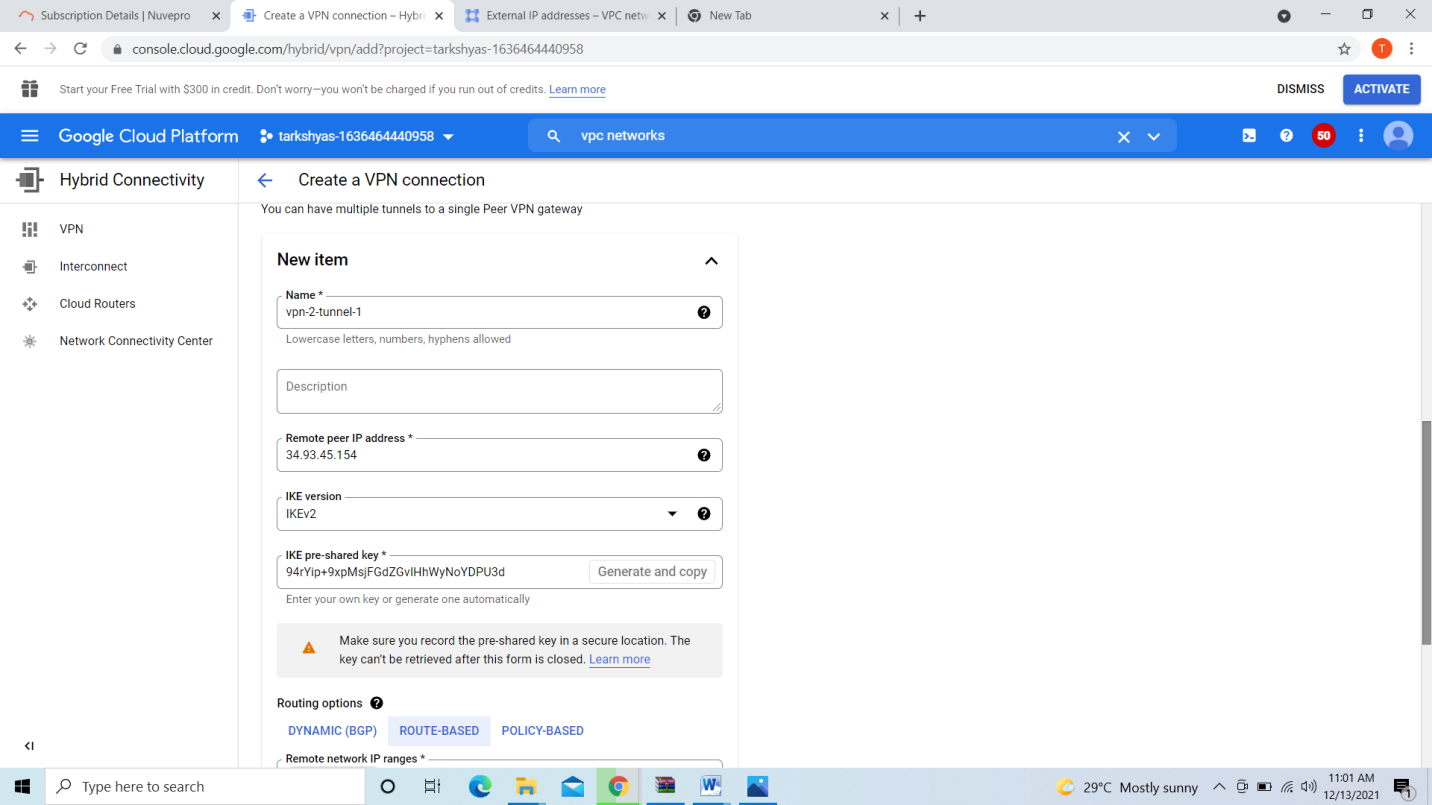 Subscription Details | Nuvepro
Create a VPN connection – Hybri
External IP addresses – VPC netw
New Tab
console.cloud.google.com/hybrid/vpn/add?project=tarkshyas-1636464440958
T
Start your Free Trial with $300 in credit. Don't worry—you won't be charged if you run out of credits. Learn more
DISMISS
ACTIVATE
Google Cloud Platform
tarkshyas-1636464440958
vpc networks
50
Hybrid Connectivity
Create a VPN connection
VPN
Interconnect
Cloud Routers
Network Connectivity Center
You can have multiple tunnels to a single Peer VPN gateway
New item
Name *
vpn-2-tunnel-1
Lowercase letters, numbers, hyphens allowed
Description
Remote peer IP address *
34.93.45.154
IKE version
IKEv2
IKE pre-shared key *
94rYip+9xpMsjFGdZGvIHhWyNoYDPU3d
Generate and copy
Enter your own key or generate one automatically
Make sure you record the pre-shared key in a secure location. The
key can't be retrieved after this form is closed. Learn more
Routing options
DYNAMIC (BGP)
ROUTE-BASED
POLICY-BASED
Remote network IP ranges *
Type here to search
29°C Mostly sunny
11:01 AM
12/13/2021
1